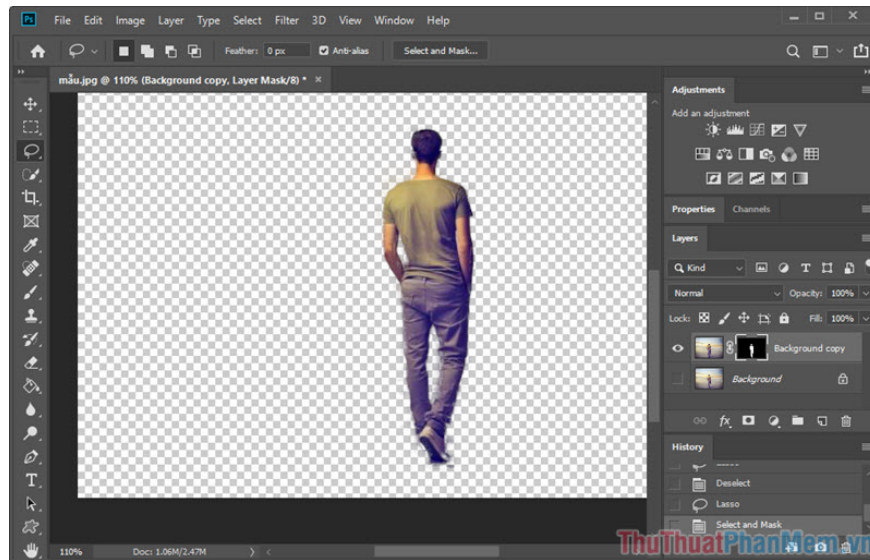 Ps File Edit Image Layer Type Select Filter 3D View Window Help
Feather: 0 px Anti-alias Select and Mask...
mẫu.jpg @ 110% (Background copy, Layer Mask/8) *
Adjustments
Add an adjustment
Properties Channels
Layers
Kind
Normal Opacity: 100%
Lock: Fill: 100%
Background copy
Background
fx
History
Lasso
Deselect
Lasso
Select and Mask
110% Doc: 1.06M/2.47M
ThuThuatPhanMem.vn